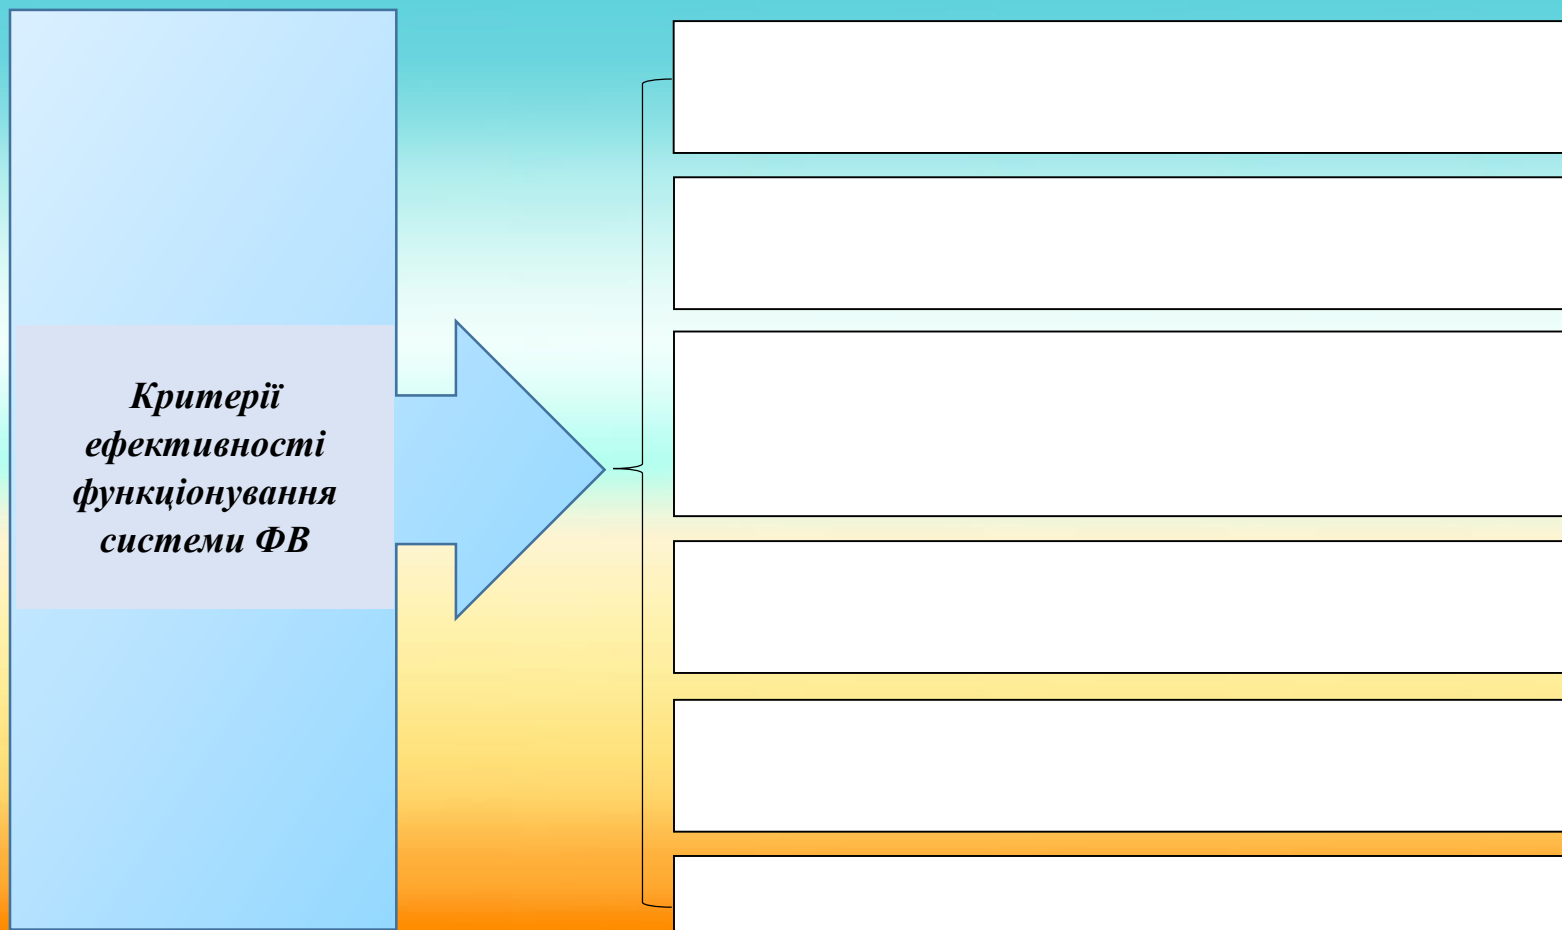 Критерії
ефективності
функціонування
системи ФВ